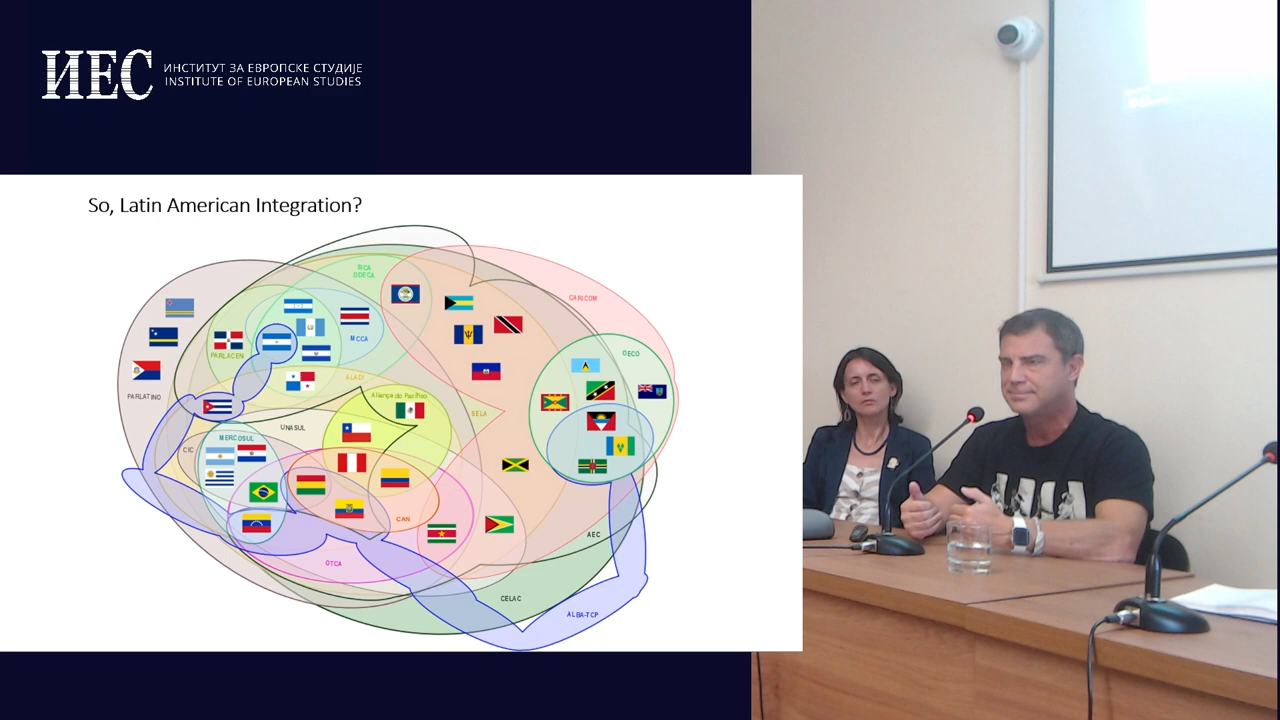 ИЕС
ИНСТИТУТ ЗА ЕВРОПСКЕ СТУДИЈЕ
INSTITUTE OF EUROPEAN STUDIES
So, Latin American Integration?
SICA
ODECA
CARICOM
MCCA
PARLACEN
OECO
ALADI
Aliança do Pacífico
PARLATINO
SELA
UNASUL
MERCOSUL
CIC
CAN
AEC
OTCA
CELAC
ALBA-TCP